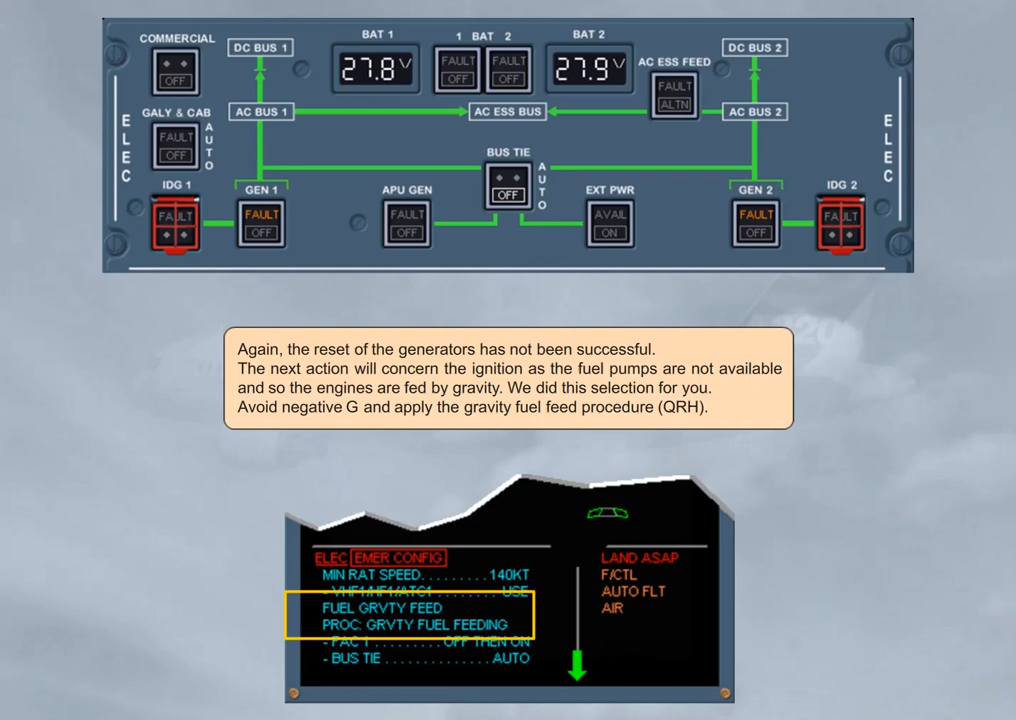 COMMERCIAL
OFF
DC BUS 1
BAT 1
27.8V
1 BAT 2
FAULT
OFF
FAULT
OFF
BAT 2
27.9V
DC BUS 2
AC ESS FEED
FAULT
ALTN
GALY & CAB
FAULT
OFF
AUTO
ELEC
AC BUS 1
AC ESS BUS
AC BUS 2
ELEC
BUS TIE
OFF
AUTO
IDG 1
FAULT
GEN 1
FAULT
OFF
APU GEN
FAULT
OFF
EXT PWR
AVAIL
ON
GEN 2
FAULT
OFF
IDG 2
FAULT
Again, the reset of the generators has not been successful.
The next action will concern the ignition as the fuel pumps are not available
and so the engines are fed by gravity. We did this selection for you.
Avoid negative G and apply the gravity fuel feed procedure (QRH).
ELEC EMER CONFIG
MIN RAT SPEED.........140KT
- VHF1/HF1/ATC1........USE
FUEL GRVTY FEED
PROC: GRVTY FUEL FEEDING
- FAC 1.........OFF THEN ON
- BUS TIE..............AUTO
LAND ASAP
F/CTL
AUTO FLT
AIR